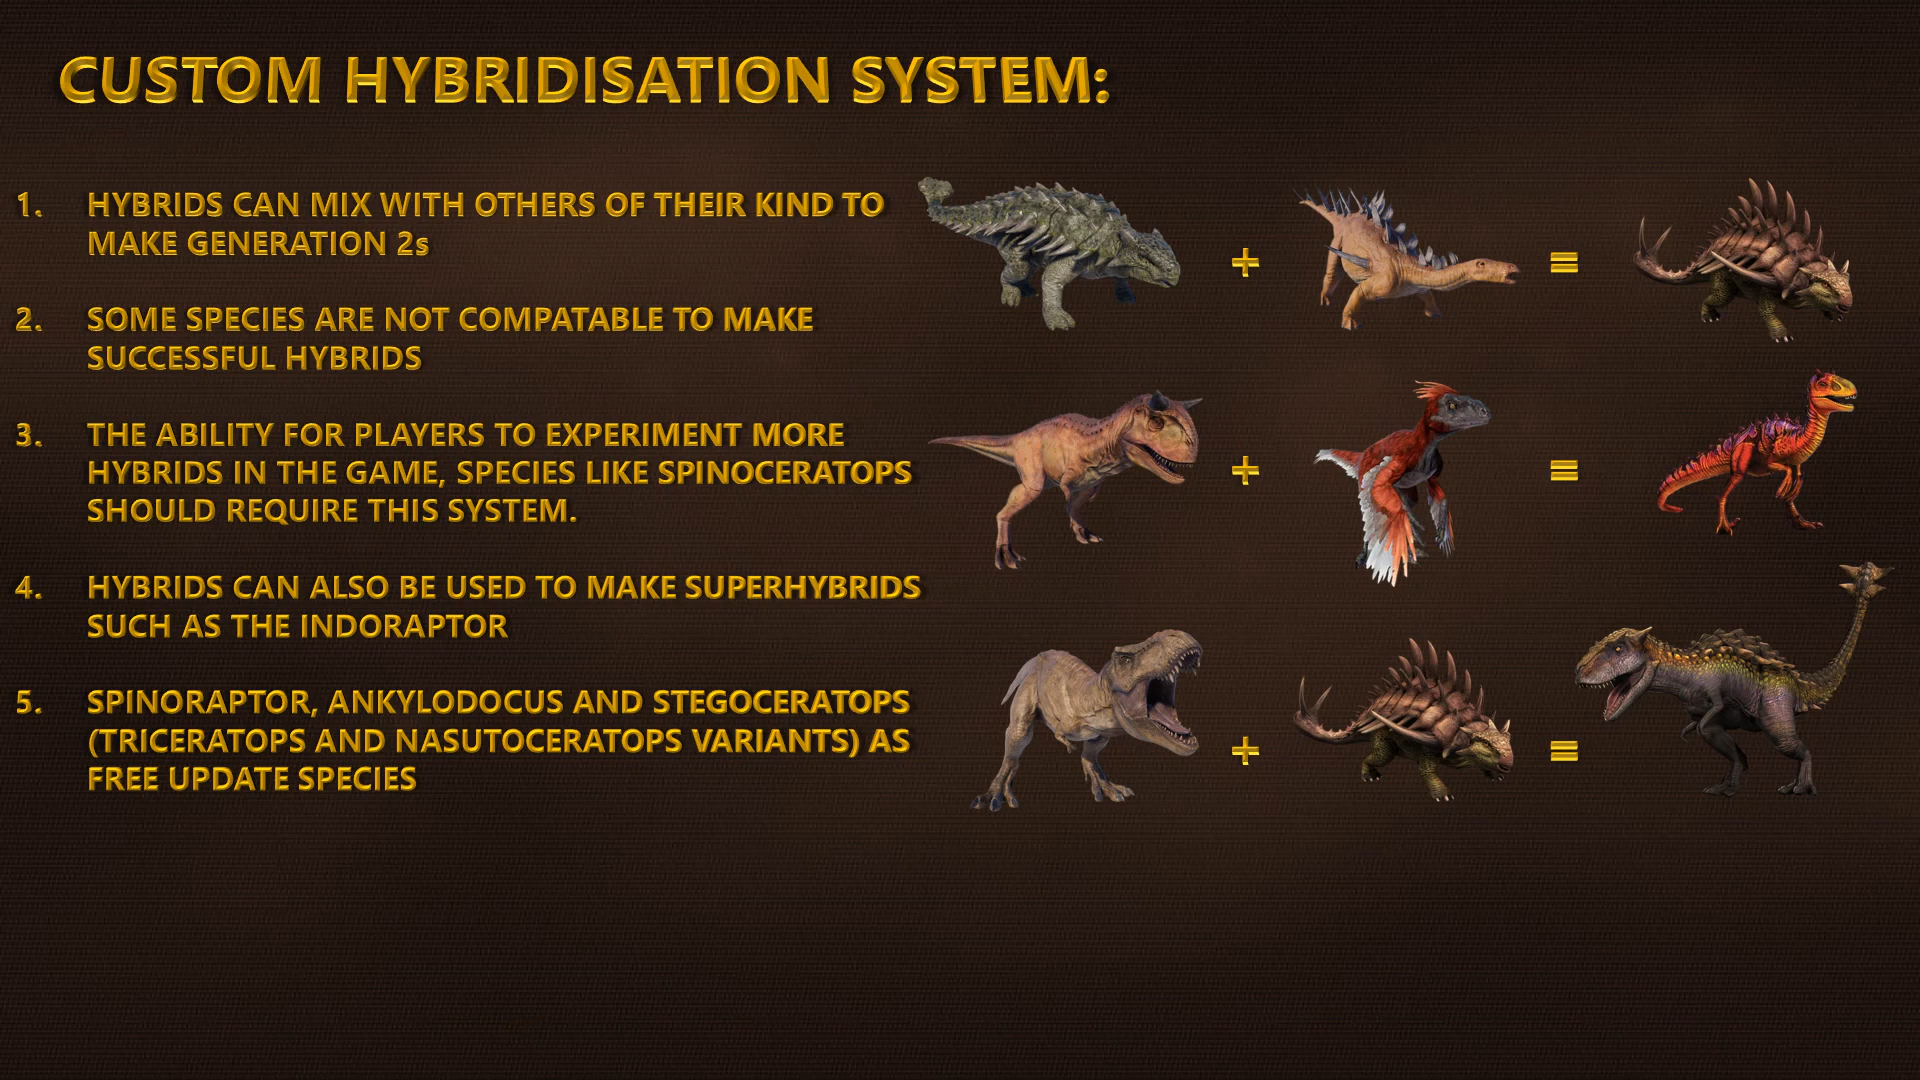 CUSTOM HYBRIDISATION SYSTEM:
1. HYBRIDS CAN MIX WITH OTHERS OF THEIR KIND TO
MAKE GENERATION 2s
2. SOME SPECIES ARE NOT COMPATABLE TO MAKE
SUCCESSFUL HYBRIDS
3. THE ABILITY FOR PLAYERS TO EXPERIMENT MORE
HYBRIDS IN THE GAME, SPECIES LIKE SPINOCERATOPS
SHOULD REQUIRE THIS SYSTEM.
4. HYBRIDS CAN ALSO BE USED TO MAKE SUPERHYBRIDS
SUCH AS THE INDORAPTOR
5. SPINORAPTOR, ANKYLODOCUS AND STEGOCERATOPS
(TRICERATOPS AND NASUTOCERATOPS VARIANTS) AS
FREE UPDATE SPECIES
+ =
+ =
+ =